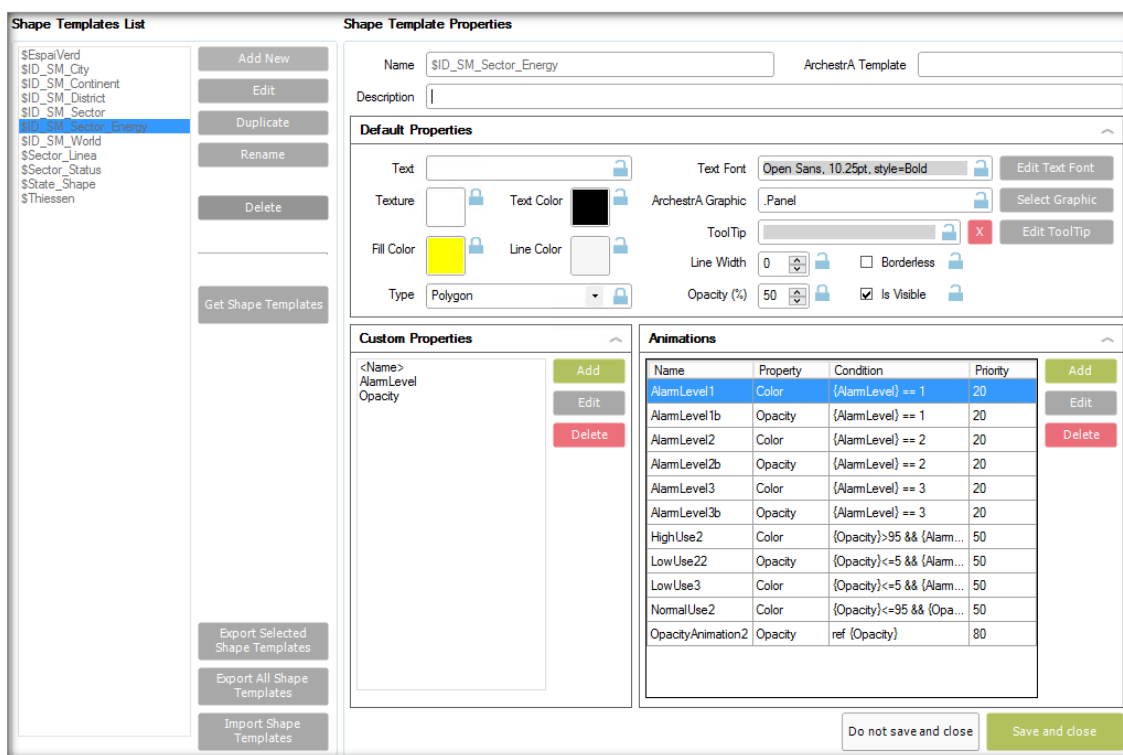 Shape Templates List
$EspaiVerd
$ID_SM_City
$ID_SM_Continent
$ID_SM_District
$ID_SM_Sector
$ID_SM_Sector_Energy
$ID_SM_World
$Sector_Linea
$Sector_Status
$State_Shape
$Thiessen
Add New
Edit
Duplicate
Rename
Delete
Get Shape Templates
Export Selected
Shape Templates
Export All Shape
Templates
Import Shape
Templates
Shape Template Properties
Name $ID_SM_Sector_Energy ArchestrA Template
Description
Default Properties
Text Text Font Open Sans, 10.25pt, style=Bold Edit Text Font
Texture Text Color ArchestrA Graphic .Panel Select Graphic
ToolTip X Edit ToolTip
Fill Color Line Color Line Width 0 Borderless
Type Polygon Opacity (%) 50 Is Visible
Custom Properties
<Name>
AlarmLevel
Opacity
Add
Edit
Delete
Animations
Name Property Condition Priority
AlarmLevel1 Color {AlarmLevel} == 1 20
AlarmLevel1b Opacity {AlarmLevel} == 1 20
AlarmLevel2 Color {AlarmLevel} == 2 20
AlarmLevel2b Opacity {AlarmLevel} == 2 20
AlarmLevel3 Color {AlarmLevel} == 3 20
AlarmLevel3b Opacity {AlarmLevel} == 3 20
HighUse2 Color {Opacity}>95 && {Alarm... 50
LowUse22 Opacity {Opacity}<=5 && {Alarm... 50
LowUse3 Color {Opacity}<=5 && {Alarm... 50
NormalUse2 Color {Opacity}<=95 && {Opa... 50
OpacityAnimation2 Opacity ref {Opacity} 80
Add
Edit
Delete
Do not save and close
Save and close